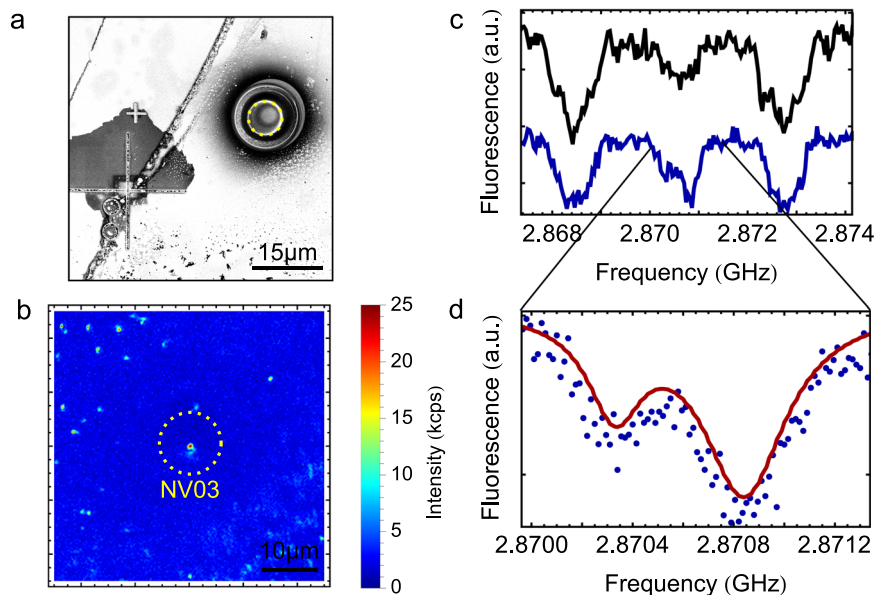 a
15μm
b
NV03
10μm
25
20
15
10
5
0
Intensity (kcps)
c
Fluorescence (a.u.)
2.868
2.870
2.872
2.874
Frequency (GHz)
d
Fluorescence (a.u.)
2.8700
2.8704
2.8708
2.8712
Frequency (GHz)